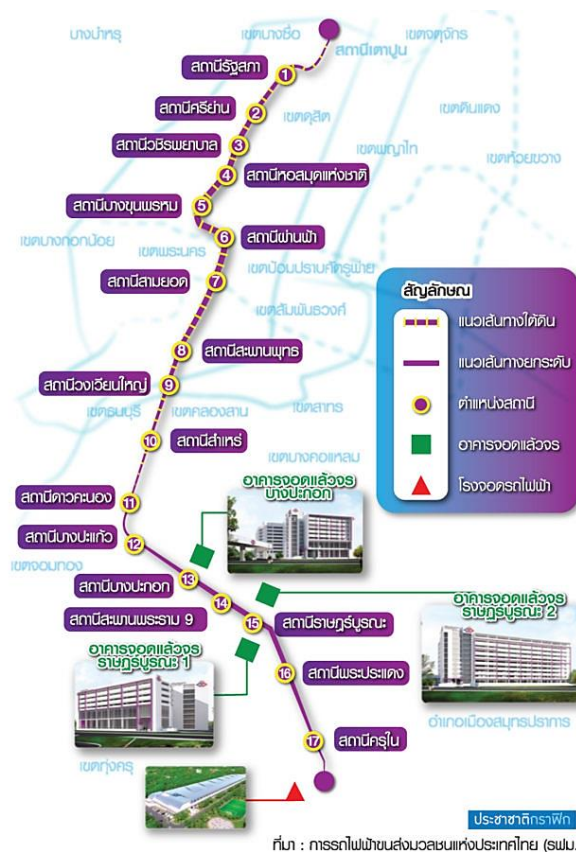 บางบำหรุ
เขตบางซื่อ
เขตจตุจักร
สถานีเตาปูน
สถานีรัฐสภา
1
สถานีศรีย่าน
2
เขตดุสิต
เขตดินแดง
สถานีวชิรพยาบาล
3
เขตพญาไท
เขตห้วยขวาง
4
สถานีหอสมุดแห่งชาติ
สถานีบางขุนพรหม
5
เขตบางกอกน้อย
เขตพระนคร
6
สถานีผ่านฟ้า
เขตป้อมปราบศัตรูพ่าย
สถานีสามยอด
7
เขตสัมพันธวงศ์
8
สถานีสะพานพุทธ
สถานีวงเวียนใหญ่
9
เขตธนบุรี
เขตคลองสาน
เขตสาทร
10
สถานีสำเหร่
เขตบางคอแหลม
สัญลักษณ์
แนวเส้นทางใต้ดิน
แนวเส้นทางยกระดับ
ตำแหน่งสถานี
อาคารจอดแล้วจร
โรงจอดรถไฟฟ้า
สถานีดาวคะนอง
11
อาคารจอดแล้วจร
บางปะกอก
สถานีบางปะแก้ว
12
เขตจอมทอง
สถานีบางปะกอก
13
สถานีสะพานพระราม 9
14
15
สถานีราษฎร์บูรณะ
อาคารจอดแล้วจร
ราษฎร์บูรณะ 2
อาคารจอดแล้วจร
ราษฎร์บูรณะ 1
16
สถานีพระประแดง
อำเภอเมืองสมุทรปราการ
17
สถานีครุใน
เขตทุ่งครุ
ประชาชาติกราฟิก
ที่มา : การรถไฟฟ้าขนส่งมวลชนแห่งประเทศไทย (รฟม.